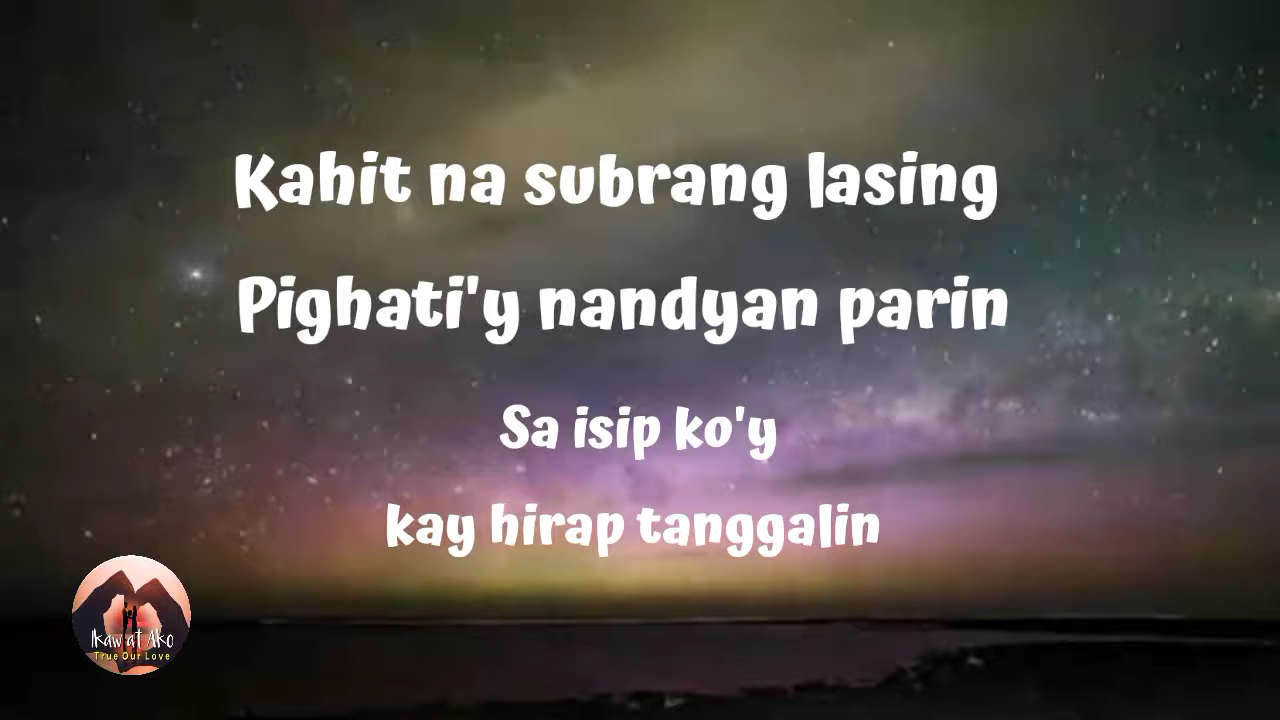 Kahit na subrang lasing
Pighati'y nandyan parin
Sa isip ko'y
kay hirap tanggalin
Ikaw at Ako
True Our Love